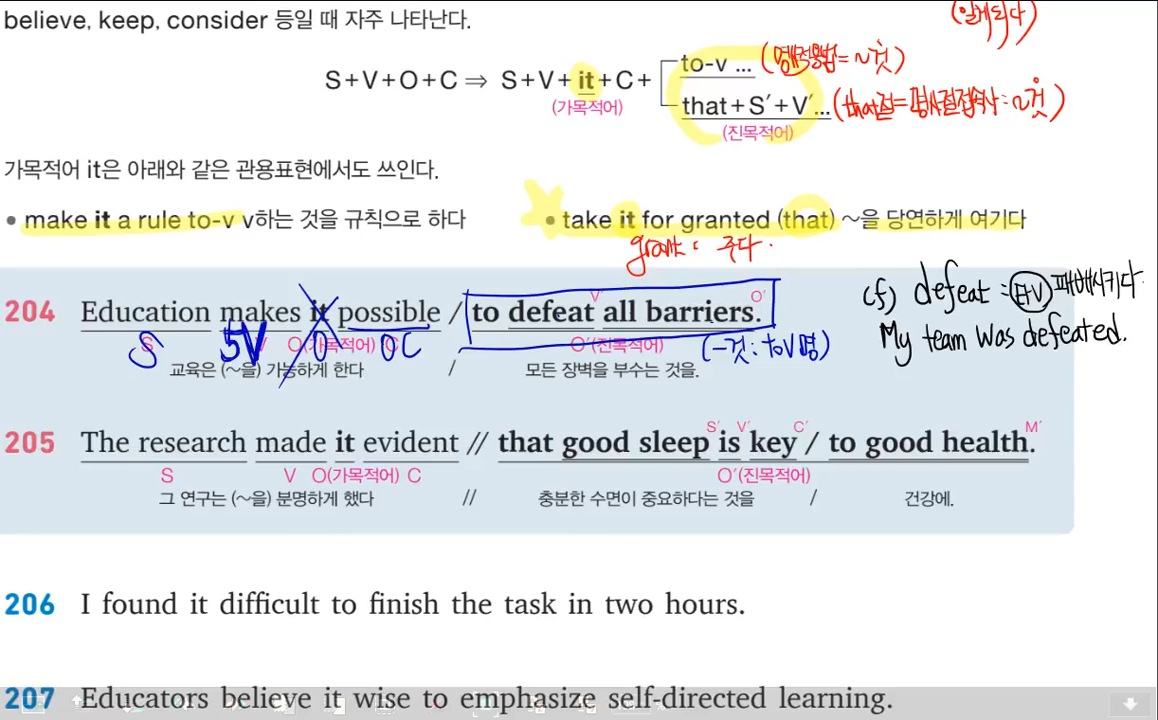 believe, keep, consider 등일 때 자주 나타난다.
(알게되다)
S+V+O+C ⇒ S+V+it+C+
to-v ... (명사적용법=~것)
that+S′+V′... (that절=명사절접속사:~것)
(가목적어)
(진목적어)
가목적어 it은 아래와 같은 관용표현에서도 쓰인다.
• make it a rule to-v v하는 것을 규칙으로 하다
• take it for granted (that) ~을 당연하게 여기다
grant: 주다.
204 Education makes it possible / to defeat all barriers.
V O′
S V O(가목적어) C O′(진목적어)
S 5V O OC (-것: toV명)
교육은 (~을) 가능하게 한다 / 모든 장벽을 부수는 것을.
cf) defeat = 타V 패배시키다.
My team was defeated.
205 The research made it evident // that good sleep is key / to good health.
S′ V′ C′ M′
S V O(가목적어) C O′(진목적어)
그 연구는 (~을) 분명하게 했다 // 충분한 수면이 중요하다는 것을 / 건강에.
206 I found it difficult to finish the task in two hours.
207 Educators believe it wise to emphasize self-directed learning.